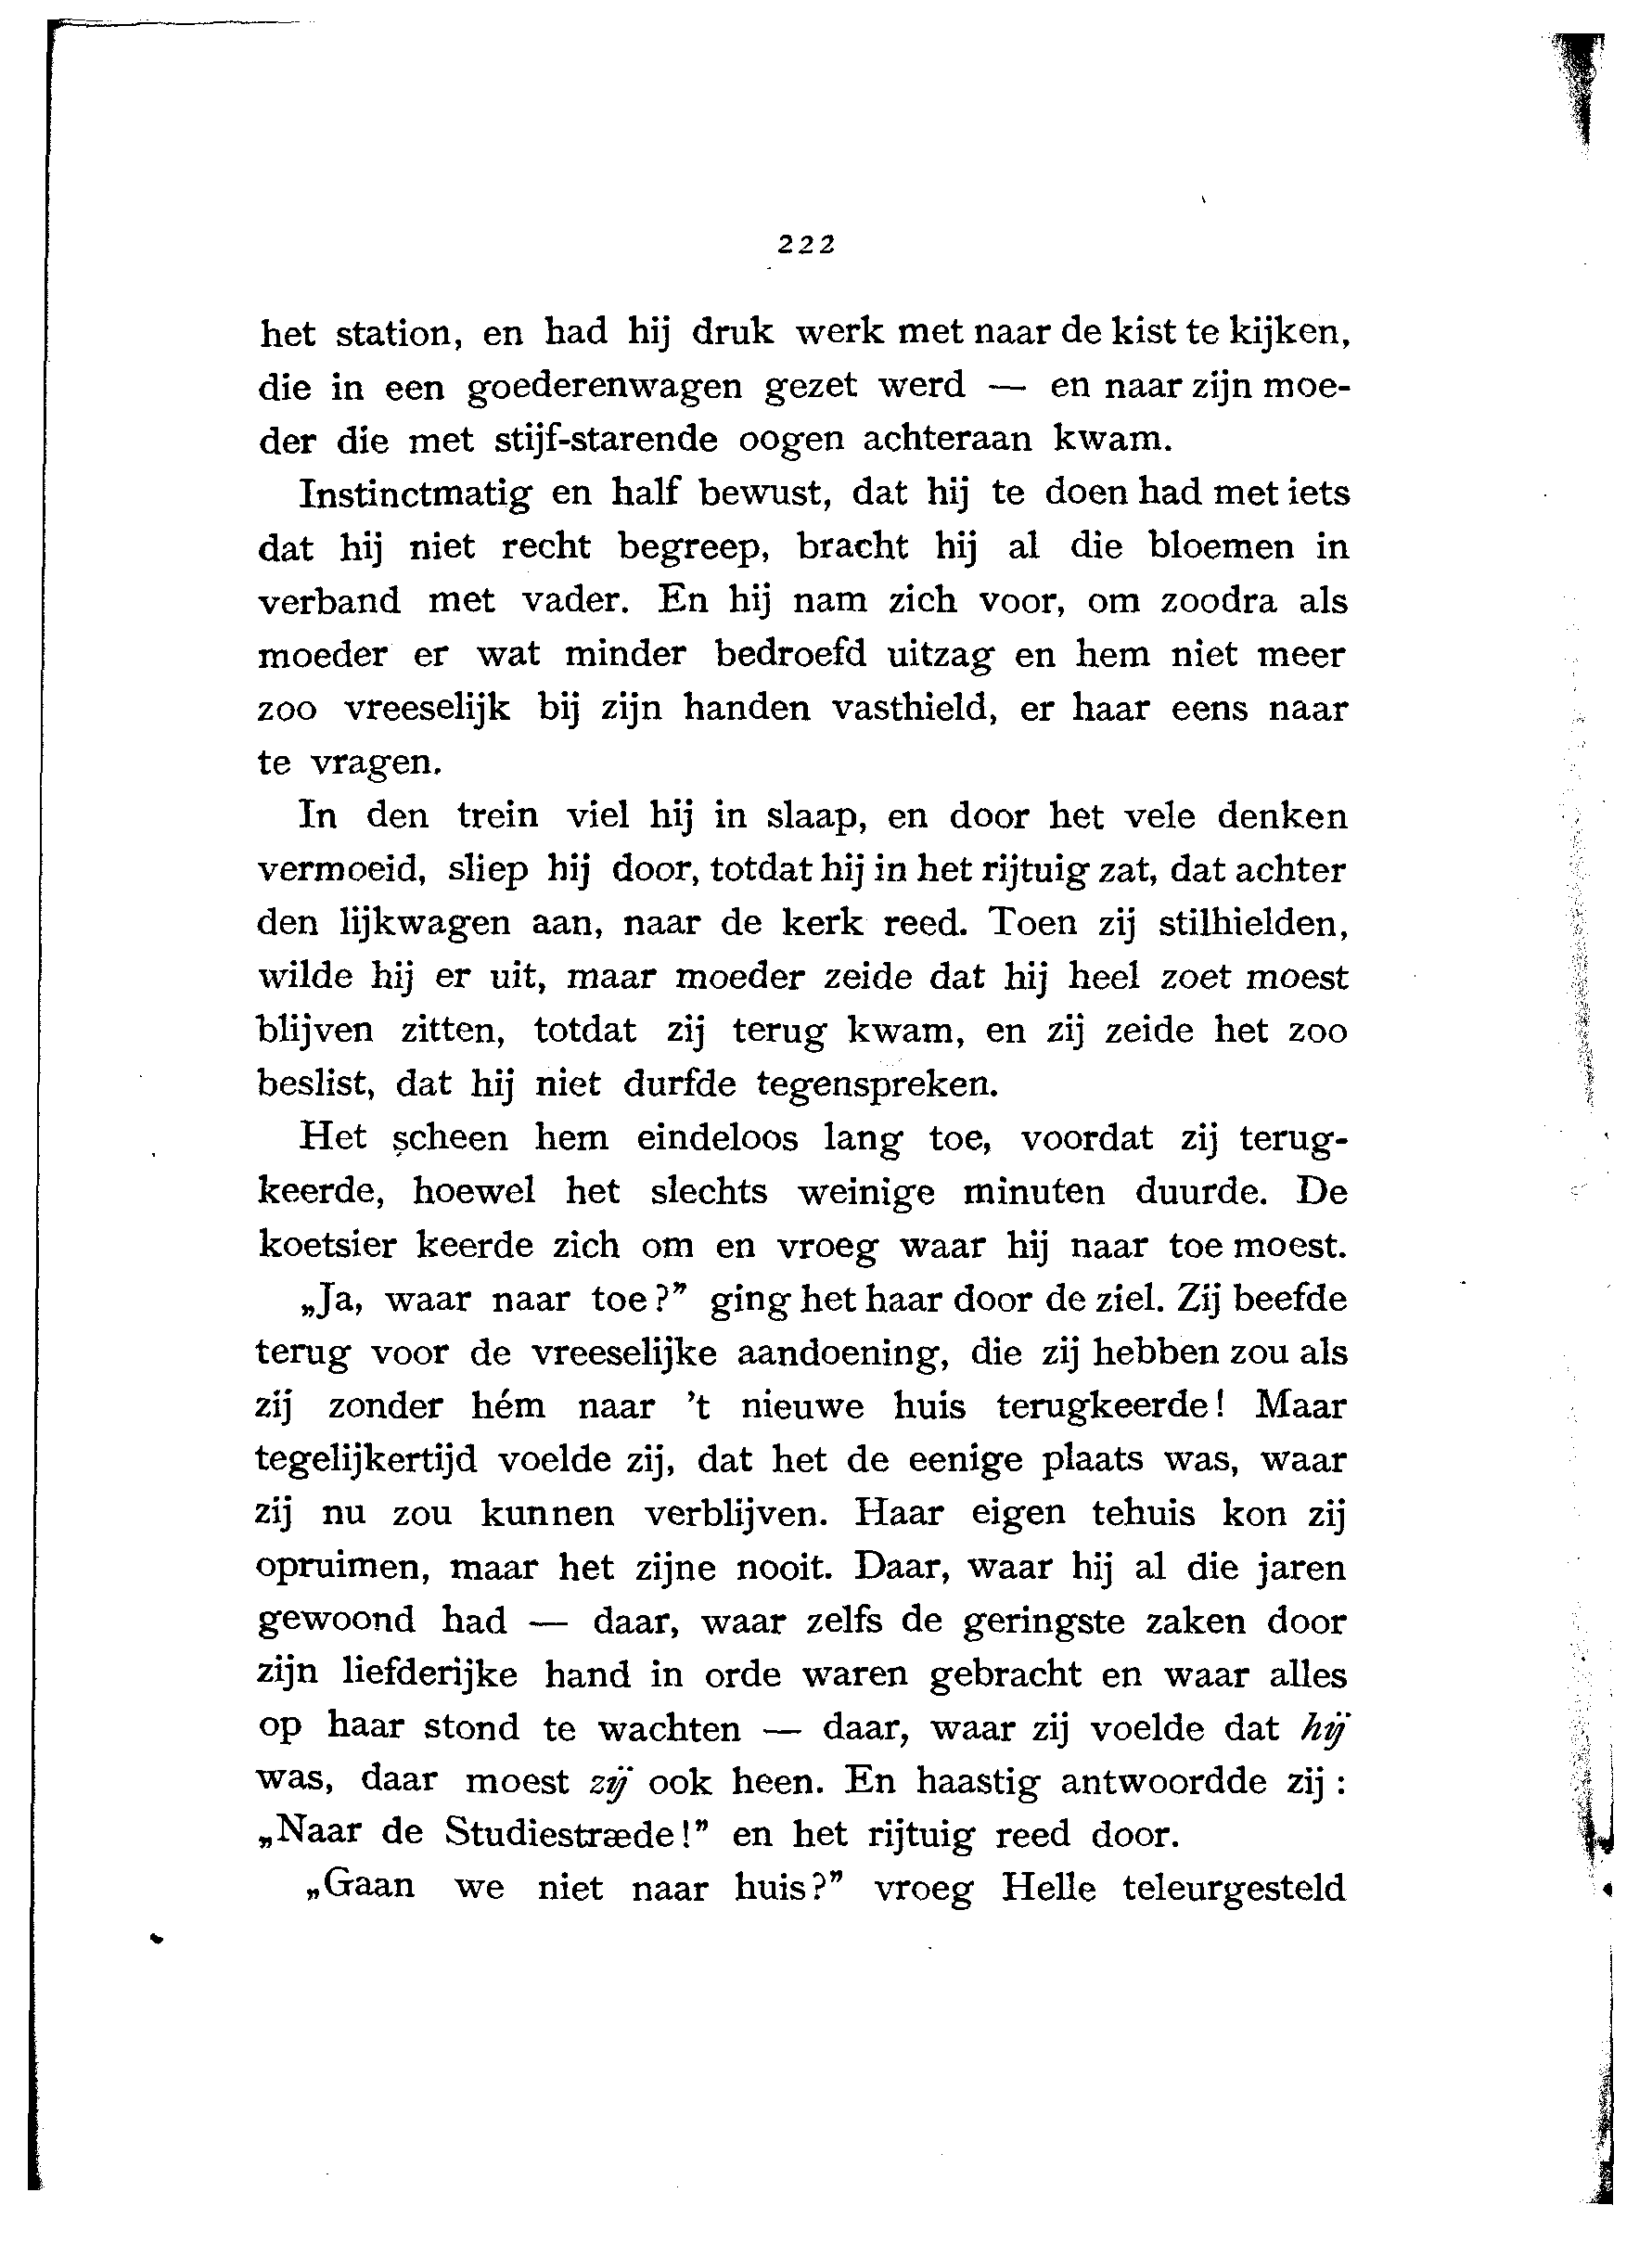 222
het station, en had hij druk werk met naar de kist te kijken,
die in een goederenwagen gezet werd — en naar zijn moe-
der die met stijf-starende oogen achteraan kwam.
Instinctmatig en half bewust, dat hij te doen had met iets
dat hij niet recht begreep, bracht hij al die bloemen in
verband met vader. En hij nam zich voor, om zoodra als
moeder er wat minder bedroefd uitzag en hem niet meer
zoo vreeselijk bij zijn handen vasthield, er haar eens naar
te vragen.
In den trein viel hij in slaap, en door het vele denken
vermoeid, sliep hij door, totdat hij in het rijtuig zat, dat achter
den lijkwagen aan, naar de kerk reed. Toen zij stilhielden,
wilde hij er uit, maar moeder zeide dat hij heel zoet moest
blijven zitten, totdat zij terug kwam, en zij zeide het zoo
beslist, dat hij niet durfde tegenspreken.
Het scheen hem eindeloos lang toe, voordat zij terug-
keerde, hoewel het slechts weinige minuten duurde. De
koetsier keerde zich om en vroeg waar hij naar toe moest.
„Ja, waar naar toe?” ging het haar door de ziel. Zij beefde
terug voor de vreeselijke aandoening, die zij hebben zou als
zij zonder hém naar ’t nieuwe huis terugkeerde! Maar
tegelijkertijd voelde zij, dat het de eenige plaats was, waar
zij nu zou kunnen verblijven. Haar eigen tehuis kon zij
opruimen, maar het zijne nooit. Daar, waar hij al die jaren
gewoond had — daar, waar zelfs de geringste zaken door
zijn liefderijke hand in orde waren gebracht en waar alles
op haar stond te wachten — daar, waar zij voelde dat hij
was, daar moest zij ook heen. En haastig antwoordde zij:
„Naar de Studiestræde!” en het rijtuig reed door.
„Gaan we niet naar huis?” vroeg Helle teleurgesteld